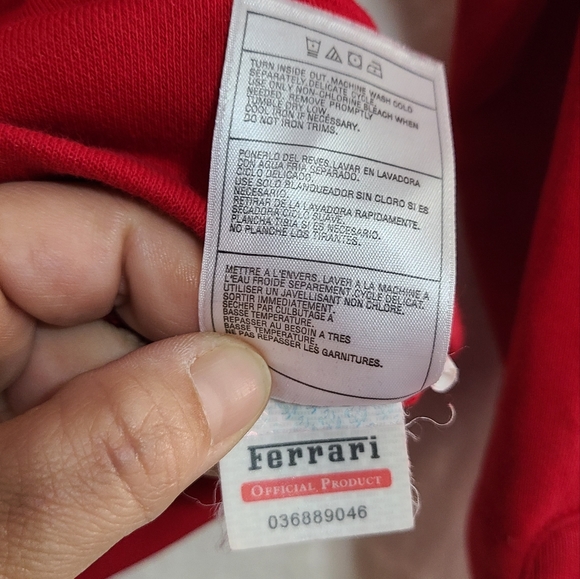 TURN INSIDE OUT, MACHINE WASH COLD
SEPARATELY, DELICATE CYCLE.
USE ONLY NON-CHLORINE BLEACH WHEN
NEEDED. REMOVE PROMPTLY
TUMBLE DRY LOW.
COOL IRON IF NECESSARY.
DO NOT IRON TRIMS.
PONERLO DEL REVES, LAVAR EN LAVADORA
CON AGUA FRIA SEPARADO.
CICLO DELICADO
USE SOLO BLANQUEADOR SIN CLORO SI ES
NECESARIO.
RETIRAR DE LA LAVADORA RAPIDAMENTE.
SECADORA CICLO SUAVE.
PLANCHA TIBIA SI ES NECESARIO.
NO PLANCHE LOS TIRANTES.
METTRE A L'ENVERS, LAVER A LA MACHINE A
L'EAU FROIDE SEPAREMENT, CYCLE DELICAT.
UTILISER UN JAVELLISANT NON CHLORE.
SORTIR IMMEDIATEMENT.
SECHER PAR CULBUTAGE A
BASSE TEMPERATURE.
REPASSER AU BESOIN A TRES
BASSE TEMPERATURE.
NE PAS REPASSER LES GARNITURES.
Ferrari
OFFICIAL PRODUCT
036889046